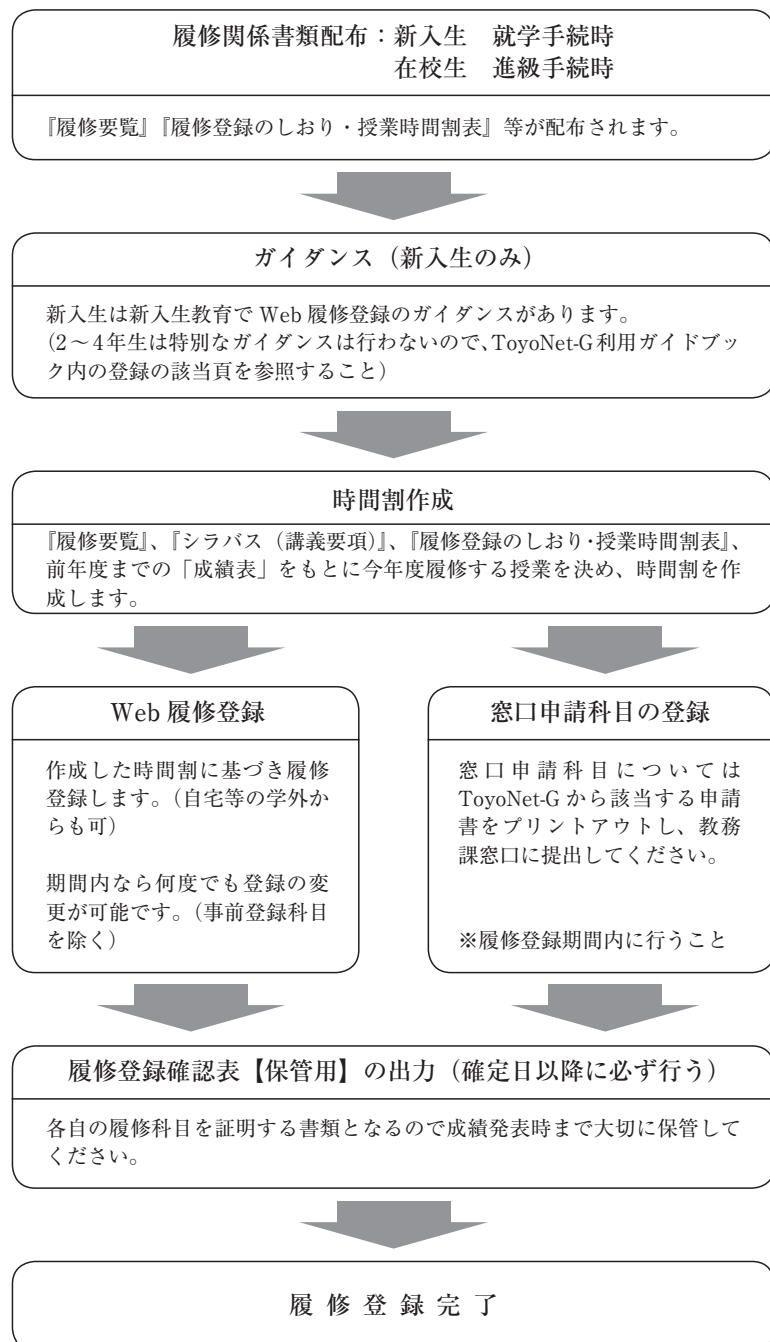 履修関係書類配布：新入生　就学手続時
在校生　進級手続時
『履修要覧』『履修登録のしおり・授業時間割表』等が配布されます。
ガイダンス（新入生のみ）
新入生は新入生教育で Web 履修登録のガイダンスがあります。
（2～4年生は特別なガイダンスは行わないので、ToyoNet-G利用ガイドブッ
ク内の登録の該当頁を参照すること）
時間割作成
『履修要覧』、『シラバス（講義要項）』、『履修登録のしおり・授業時間割表』、
前年度までの「成績表」をもとに今年度履修する授業を決め、時間割を作
成します。
Web 履修登録
作成した時間割に基づき履修
登録します。（自宅等の学外か
らも可）
期間内なら何度でも登録の変
更が可能です。（事前登録科目
を除く）
窓口申請科目の登録
窓口申請科目については
ToyoNet-G から該当する申請
書をプリントアウトし、教務
課窓口に提出してください。
※履修登録期間内に行うこと
履修登録確認表【保管用】の出力（確定日以降に必ず行う）
各自の履修科目を証明する書類となるので成績発表時まで大切に保管して
ください。
履 修 登 録 完 了